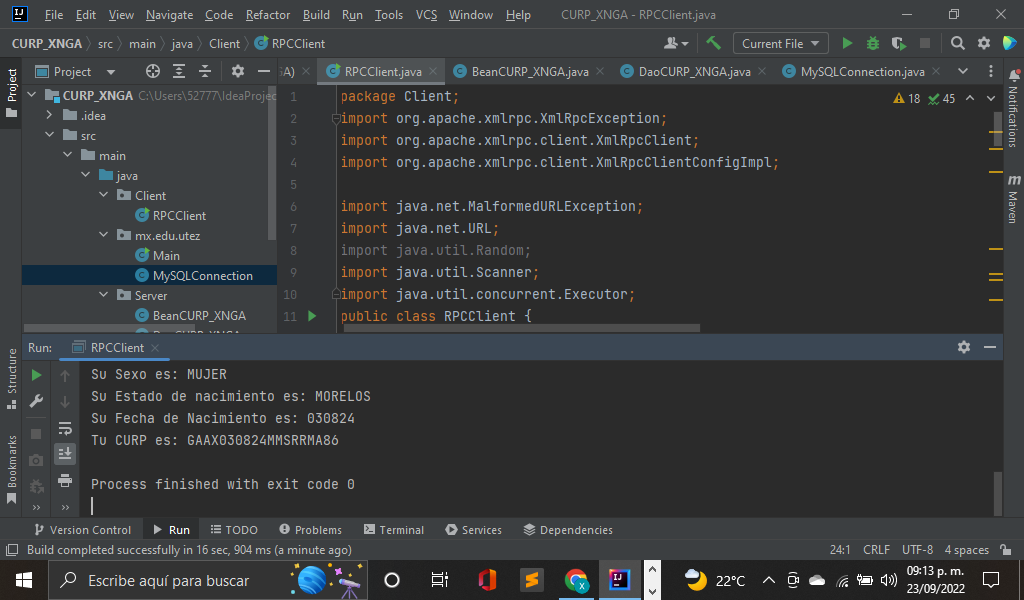 File Edit View Navigate Code Refactor Build Run Tools VCS Window Help CURP_XNGA - RPCClient.java
CURP_XNGA src main java Client RPCClient Current File
Project RPCClient.java BeanCURP_XNGA.java DaoCURP_XNGA.java MySQLConnection.java
CURP_XNGA C:\Users\52777\IdeaProjec
.idea
src
main
java
Client
RPCClient
mx.edu.utez
Main
MySQLConnection
Server
BeanCURP_XNGA
18 45
1 package Client;
2 import org.apache.xmlrpc.XmlRpcException;
3 import org.apache.xmlrpc.client.XmlRpcClient;
4 import org.apache.xmlrpc.client.XmlRpcClientConfigImpl;
5
6 import java.net.MalformedURLException;
7 import java.net.URL;
8 import java.util.Random;
9 import java.util.Scanner;
10 import java.util.concurrent.Executor;
11 public class RPCClient {
Project
Structure
Bookmarks
Notifications
m Maven
Run: RPCClient
Su Sexo es: MUJER
Su Estado de nacimiento es: MORELOS
Su Fecha de Nacimiento es: 030824
Tu CURP es: GAAX030824MMSRRMA86
Process finished with exit code 0
Version Control Run TODO Problems Terminal Services Dependencies
Build completed successfully in 16 sec, 904 ms (a minute ago) 24:1 CRLF UTF-8 4 spaces
Escribe aquí para buscar 22°C 09:13 p. m.
23/09/2022